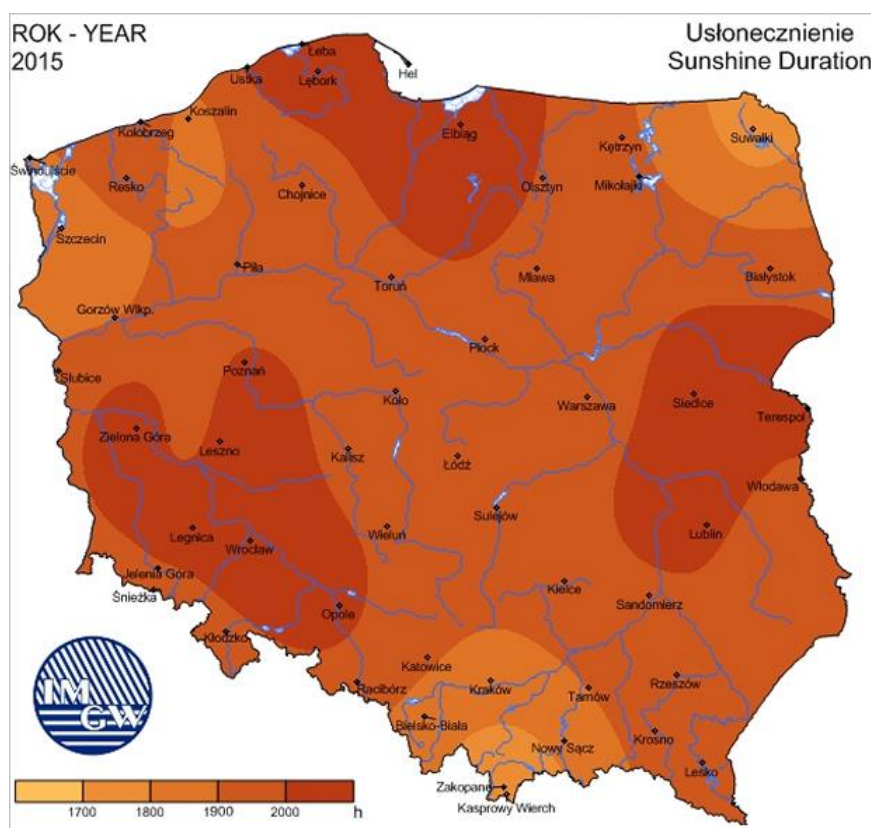 ROK - YEAR
2015
Usłonecznienie
Sunshine Duration
Łeba
Ustka
Lębork
Hel
Koszalin
Kołobrzeg
Elbląg
Suwałki
Kętrzyn
Świnoujście
Resko
Chojnice
Olsztyn
Mikołajki
Szczecin
Piła
Toruń
Mława
Białystok
Gorzów Wlkp.
Płock
Słubice
Poznań
Koło
Warszawa
Siedlce
Terespol
Zielona Góra
Leszno
Kalisz
Łódź
Włodawa
Sulejów
Legnica
Wrocław
Wieluń
Lublin
Jelenia Góra
Śnieżka
Kielce
Sandomierz
Opole
Kłodzko
Katowice
Racibórz
Kraków
Tarnów
Rzeszów
Bielsko-Biała
Nowy Sącz
Krosno
Lesko
Zakopane
Kasprowy Wierch
IM
GW
1700 1800 1900 2000 h